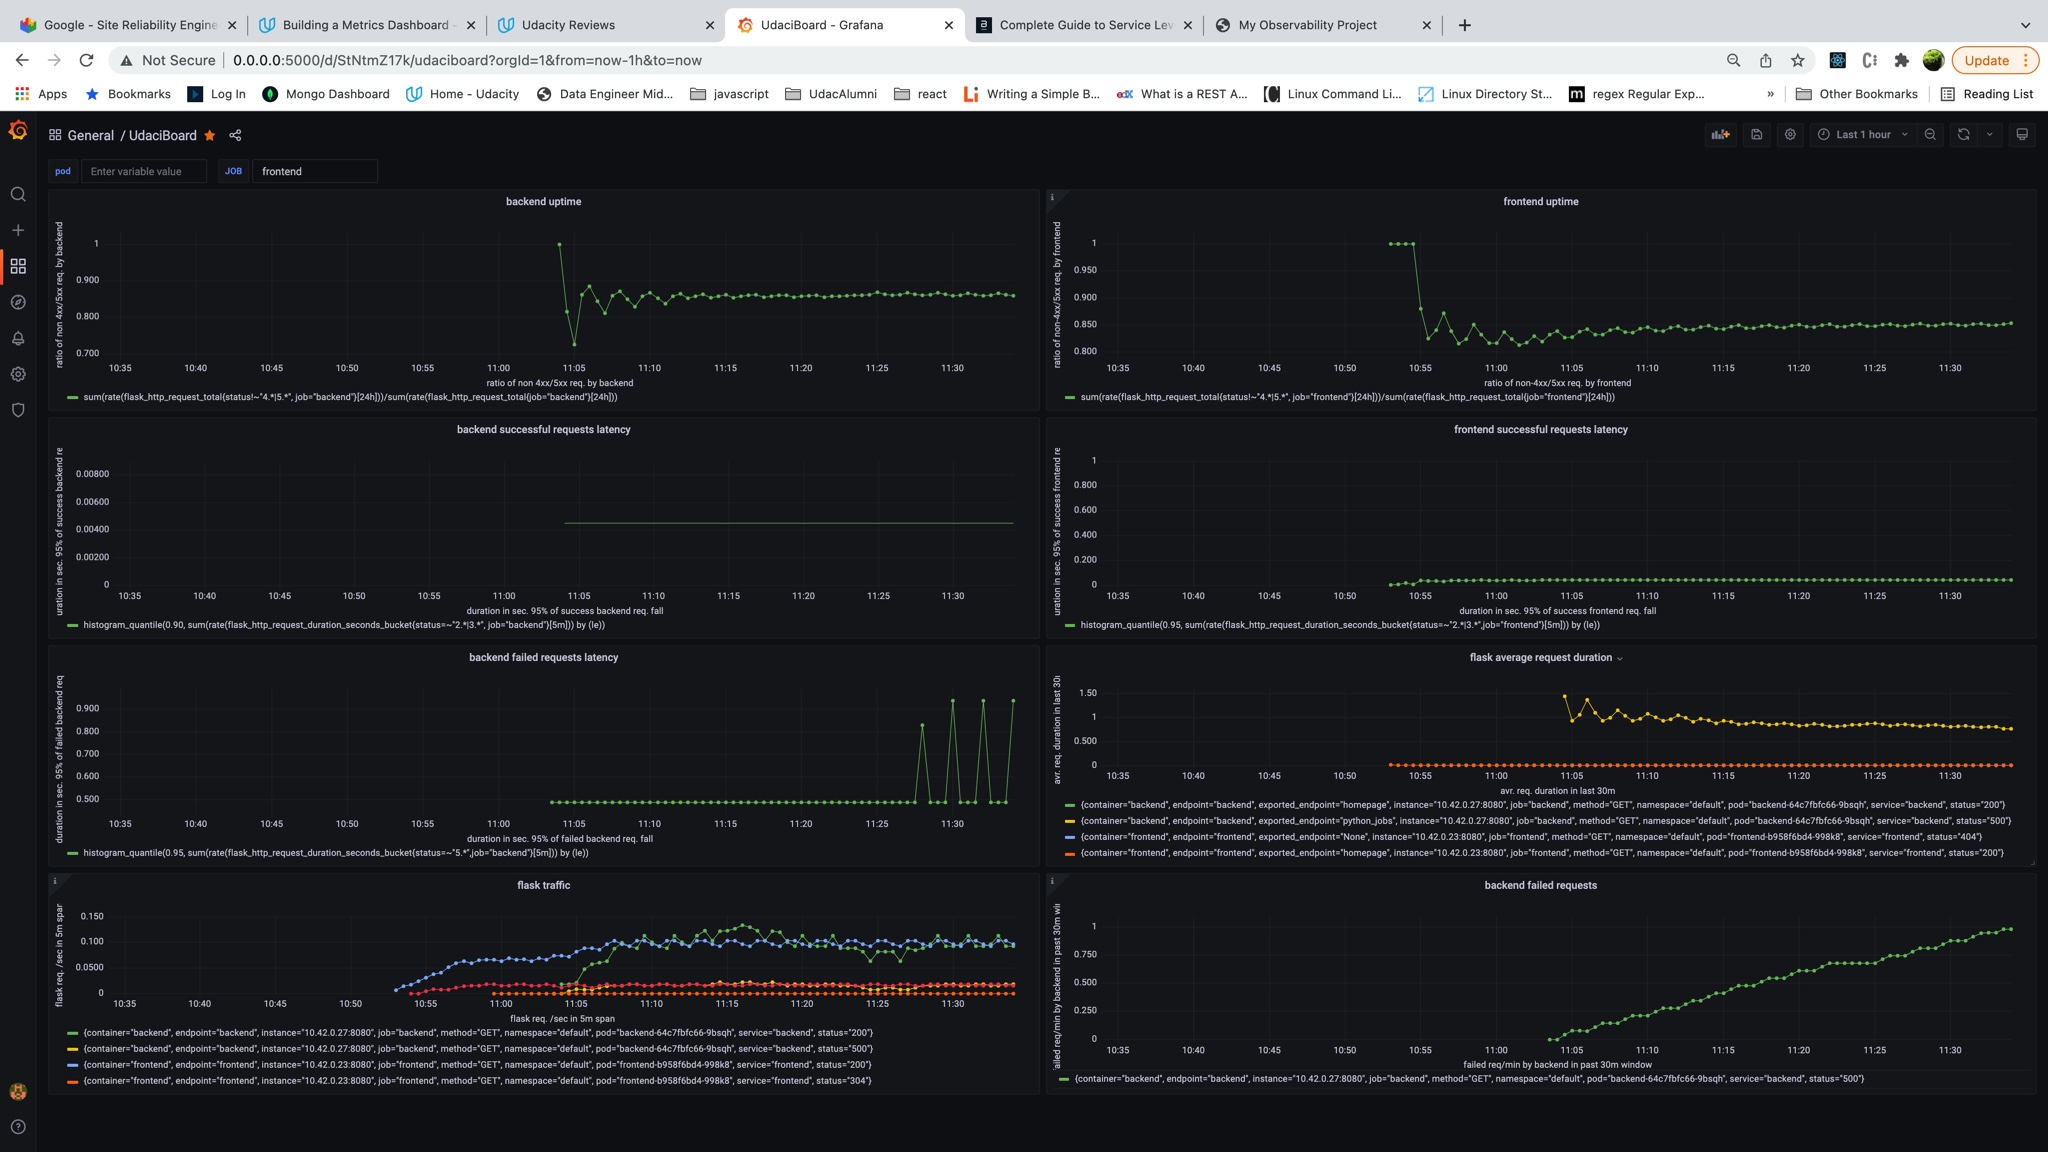 Google - Site Reliability Engine
Building a Metrics Dashboard -
Udacity Reviews
UdaciBoard - Grafana
Complete Guide to Service Lev
My Observability Project
Not Secure 0.0.0.0:5000/d/StNtmZ17k/udaciboard?orgId=1&from=now-1h&to=now
Update
Apps Bookmarks Log In Mongo Dashboard Home - Udacity Data Engineer Mid... javascript UdacAlumni react Writing a Simple B... What is a REST A... Linux Command Li... Linux Directory St... regex Regular Exp... » Other Bookmarks Reading List
General / UdaciBoard
Last 1 hour
pod Enter variable value JOB frontend
backend uptime
ratio of non 4xx/5xx req. by backend
1
0.900
0.800
0.700
10:35 10:40 10:45 10:50 10:55 11:00 11:05 11:10 11:15 11:20 11:25 11:30
ratio of non 4xx/5xx req. by backend
sum(rate(flask_http_request_total{status!~"4.*|5.*", job="backend"}[24h]))/sum(rate(flask_http_request_total{job="backend"}[24h]))
frontend uptime
ratio of non-4xx/5xx req. by frontend
1
0.950
0.900
0.850
0.800
10:35 10:40 10:45 10:50 10:55 11:00 11:05 11:10 11:15 11:20 11:25 11:30
ratio of non-4xx/5xx req. by frontend
sum(rate(flask_http_request_total{status!~"4.*|5.*", job="frontend"}[24h]))/sum(rate(flask_http_request_total{job="frontend"}[24h]))
backend successful requests latency
uration in sec. 95% of success backend re
0.00800
0.00600
0.00400
0.00200
0
10:35 10:40 10:45 10:50 10:55 11:00 11:05 11:10 11:15 11:20 11:25 11:30
duration in sec. 95% of success backend req. fall
histogram_quantile(0.90, sum(rate(flask_http_request_duration_seconds_bucket{status=~"2.*|3.*", job="backend"}[5m])) by (le))
frontend successful requests latency
uration in sec. 95% of success frontend re
1
0.800
0.600
0.400
0.200
0
10:35 10:40 10:45 10:50 10:55 11:00 11:05 11:10 11:15 11:20 11:25 11:30
duration in sec. 95% of success frontend req. fall
histogram_quantile(0.95, sum(rate(flask_http_request_duration_seconds_bucket{status=~"2.*|3.*",job="frontend"}[5m])) by (le))
backend failed requests latency
duration in sec. 95% of failed backend req
0.900
0.800
0.700
0.600
0.500
10:35 10:40 10:45 10:50 10:55 11:00 11:05 11:10 11:15 11:20 11:25 11:30
duration in sec. 95% of failed backend req. fall
histogram_quantile(0.95, sum(rate(flask_http_request_duration_seconds_bucket{status=~"5.*",job="backend"}[5m])) by (le))
flask average request duration
avr. req. duration in last 30m
1.50
1
0.500
0
10:35 10:40 10:45 10:50 10:55 11:00 11:05 11:10 11:15 11:20 11:25 11:30
avr. req. duration in last 30m
{container="backend", endpoint="backend", exported_endpoint="homepage", instance="10.42.0.27:8080", job="backend", method="GET", namespace="default", pod="backend-64c7fbfc66-9bsqh", service="backend", status="200"}
{container="backend", endpoint="backend", exported_endpoint="python_jobs", instance="10.42.0.27:8080", job="backend", method="GET", namespace="default", pod="backend-64c7fbfc66-9bsqh", service="backend", status="500"}
{container="frontend", endpoint="frontend", exported_endpoint="None", instance="10.42.0.23:8080", job="frontend", method="GET", namespace="default", pod="frontend-b958f6bd4-998k8", service="frontend", status="404"}
{container="frontend", endpoint="frontend", exported_endpoint="homepage", instance="10.42.0.23:8080", job="frontend", method="GET", namespace="default", pod="frontend-b958f6bd4-998k8", service="frontend", status="200"}
flask traffic
flask req. /sec in 5m span
0.150
0.100
0.0500
0
10:35 10:40 10:45 10:50 10:55 11:00 11:05 11:10 11:15 11:20 11:25 11:30
flask req. /sec in 5m span
{container="backend", endpoint="backend", instance="10.42.0.27:8080", job="backend", method="GET", namespace="default", pod="backend-64c7fbfc66-9bsqh", service="backend", status="200"}
{container="backend", endpoint="backend", instance="10.42.0.27:8080", job="backend", method="GET", namespace="default", pod="backend-64c7fbfc66-9bsqh", service="backend", status="500"}
{container="frontend", endpoint="frontend", instance="10.42.0.23:8080", job="frontend", method="GET", namespace="default", pod="frontend-b958f6bd4-998k8", service="frontend", status="200"}
{container="frontend", endpoint="frontend", instance="10.42.0.23:8080", job="frontend", method="GET", namespace="default", pod="frontend-b958f6bd4-998k8", service="frontend", status="304"}
backend failed requests
ailed req/min by backend in past 30m wi
1
0.750
0.500
0.250
0
10:35 10:40 10:45 10:50 10:55 11:00 11:05 11:10 11:15 11:20 11:25 11:30
failed req/min by backend in past 30m window
{container="backend", endpoint="backend", instance="10.42.0.27:8080", job="backend", method="GET", namespace="default", pod="backend-64c7fbfc66-9bsqh", service="backend", status="500"}